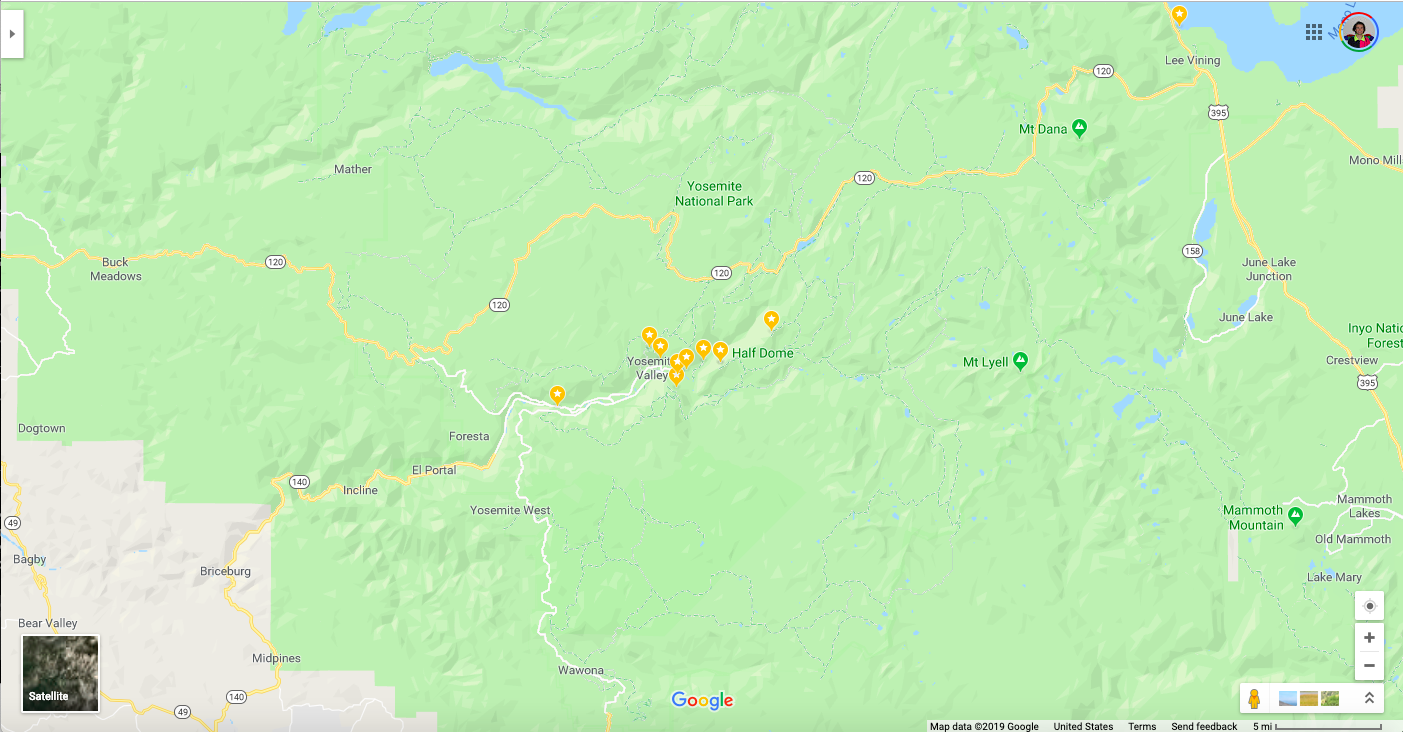 Lee Vining
120
395
Mt Dana
Mather
Mono Mill
120
Yosemite
National Park
158
120
Buck
Meadows
120
June Lake
Junction
120
June Lake
Inyo Natio
Forest
Half Dome
Yosemit
Valley
Mt Lyell
Crestview
395
Dogtown
Foresta
El Portal
140
Incline
Yosemite West
Mammoth
Lakes
Mammoth
Mountain
49
Old Mammoth
Bagby
Briceburg
Lake Mary
Bear Valley
Midpines
Wawona
Satellite
140
49
Google
Map data ©2019 Google
United States
Terms
Send feedback
5 mi